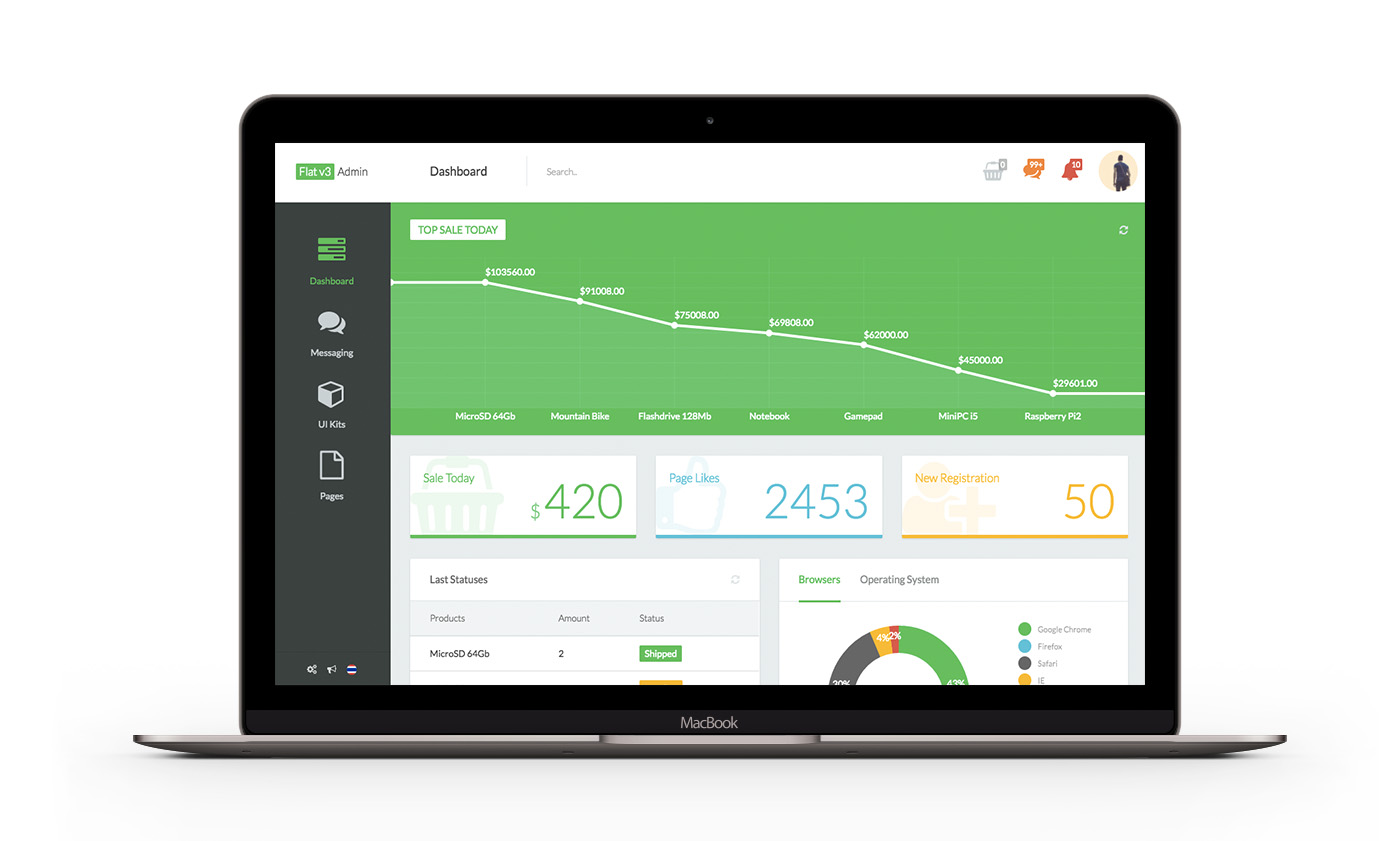 Flat v3 Admin
Dashboard
Search..
0
99+
10
TOP SALE TODAY
$103560.00
$91008.00
$75008.00
$69808.00
$62000.00
$45000.00
$29601.00
MicroSD 64Gb
Mountain Bike
Flashdrive 128Mb
Notebook
Gamepad
MiniPC i5
Raspberry Pi2
Dashboard
Messaging
UI Kits
Pages
Sale Today
$420
Page Likes
2453
New Registration
50
Last Statuses
Products Amount Status
MicroSD 64Gb 2 Shipped
Browsers
Operating System
4%
2%
30%
43%
Google Chrome
Firefox
Safari
IE
MacBook